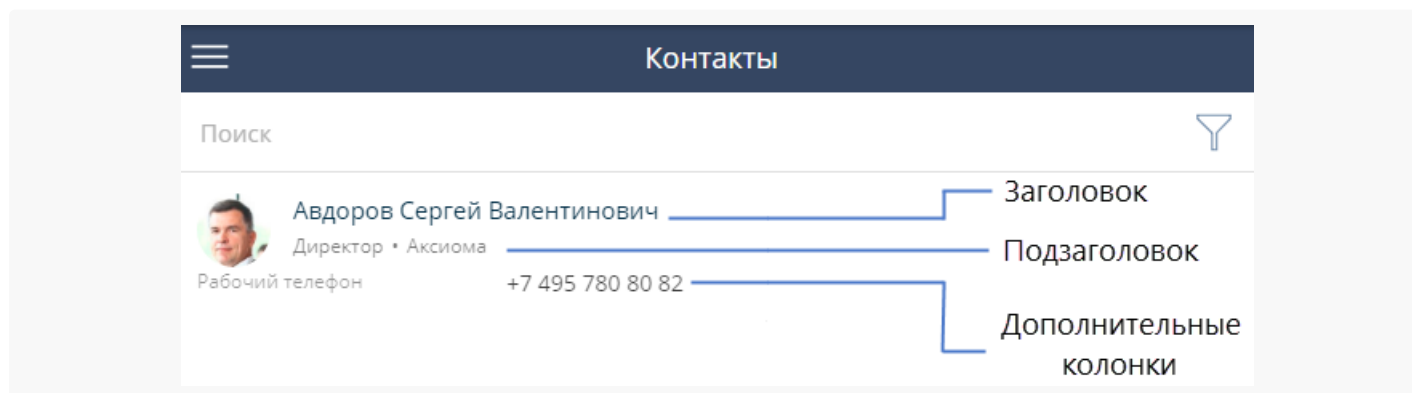 Контакты
Поиск
Авдоров Сергей Валентинович
Заголовок
Директор • Аксиома
Подзаголовок
Рабочий телефон
+7 495 780 80 82
Дополнительные
колонки